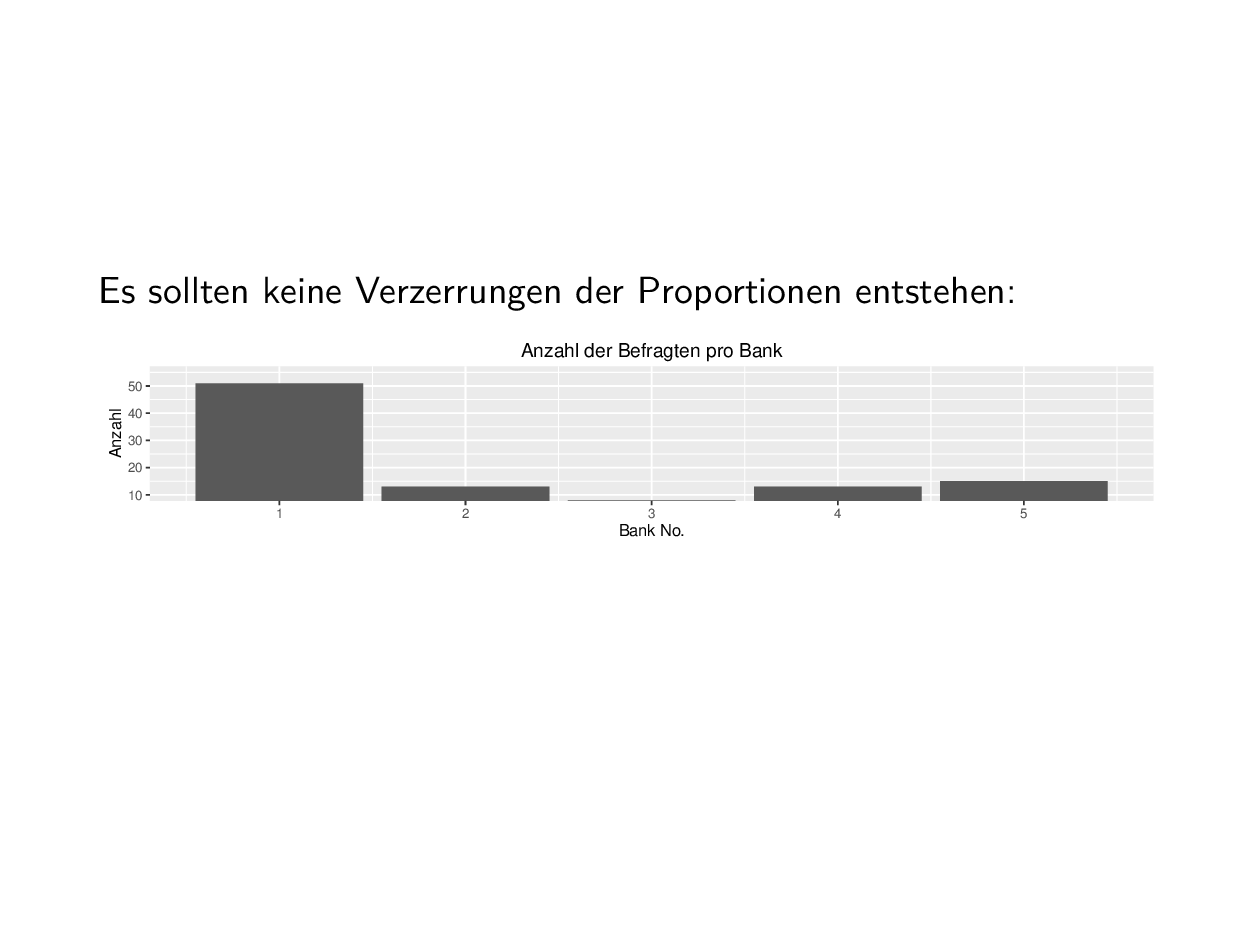 Es sollten keine Verzerrungen der Proportionen entstehen:
Anzahl der Befragten pro Bank
Anzahl
50
40
30
20
10
1 2 3 4 5
Bank No.